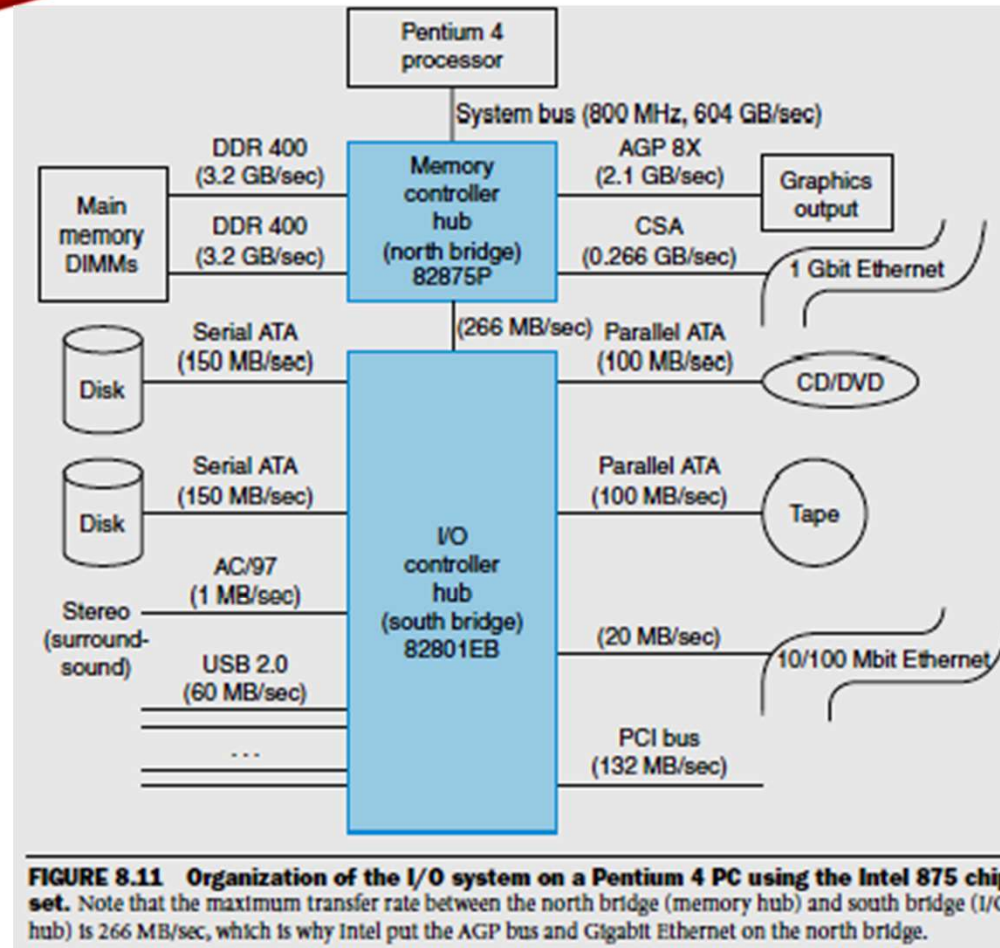 Pentium 4
processor
System bus (800 MHz, 604 GB/sec)
DDR 400
(3.2 GB/sec)
Main
memory
DIMMs
DDR 400
(3.2 GB/sec)
Memory
controller
hub
(north bridge)
82875P
AGP 8X
(2.1 GB/sec)
Graphics
output
CSA
(0.266 GB/sec)
1 Gbit Ethernet
(266 MB/sec)
Serial ATA
(150 MB/sec)
Disk
Parallel ATA
(100 MB/sec)
CD/DVD
Serial ATA
(150 MB/sec)
Disk
Parallel ATA
(100 MB/sec)
Tape
I/O
controller
hub
(south bridge)
82801EB
AC/97
(1 MB/sec)
Stereo
(surround-
sound)
USB 2.0
(60 MB/sec)
. . .
(20 MB/sec)
10/100 Mbit Ethernet
PCI bus
(132 MB/sec)
FIGURE 8.11 Organization of the I/O system on a Pentium 4 PC using the Intel 875 chip
set. Note that the maximum transfer rate between the north bridge (memory hub) and south bridge (I/O
hub) is 266 MB/sec, which is why Intel put the AGP bus and Gigabit Ethernet on the north bridge.